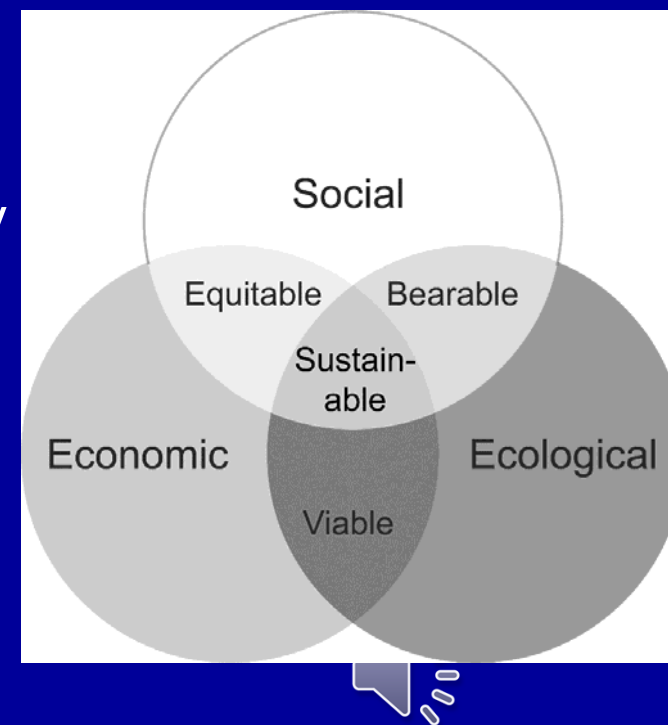 Social
Equitable Bearable
Sustain-
able
Economic Ecological
Viable